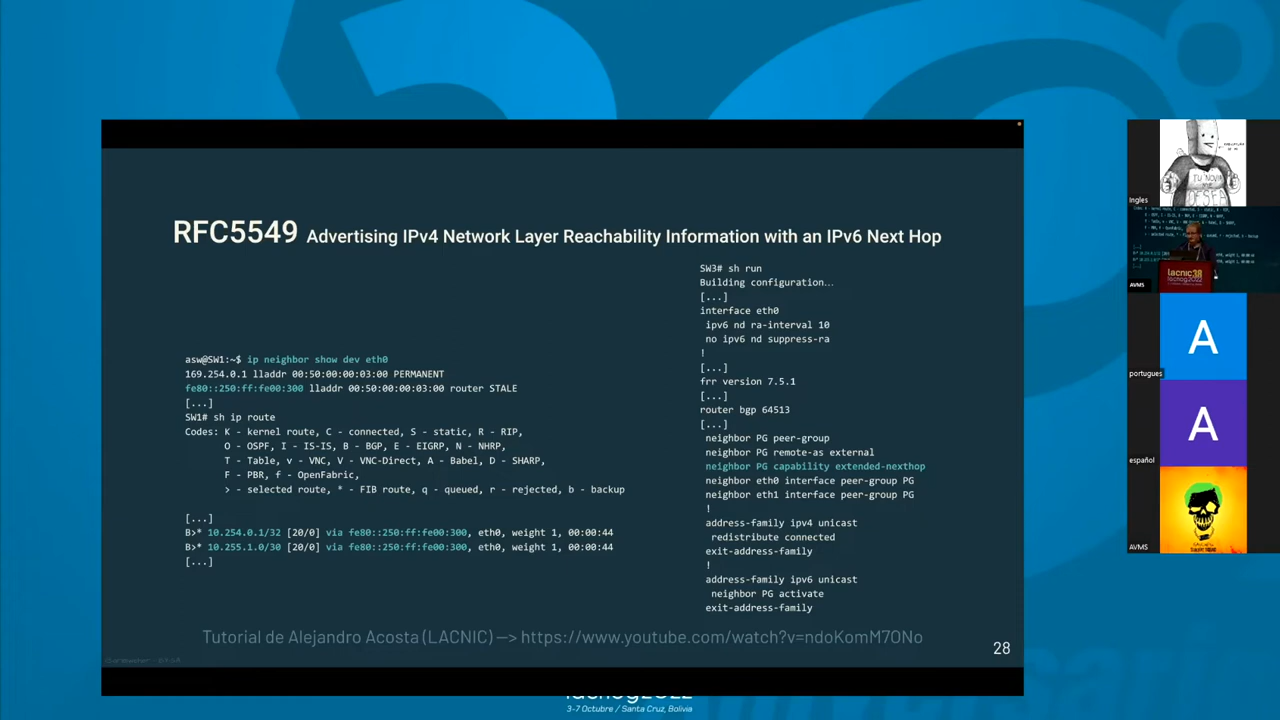 RFC5549 Advertising IPv4 Network Layer Reachability Information with an IPv6 Next Hop
asw@SW1:~$ ip neighbor show dev eth0
169.254.0.1 lladdr 00:50:00:00:03:00 PERMANENT
fe80::250:ff:fe00:300 lladdr 00:50:00:00:03:00 router STALE
[...]
SW1# sh ip route
Codes: K - kernel route, C - connected, S - static, R - RIP,
O - OSPF, I - IS-IS, B - BGP, E - EIGRP, N - NHRP,
T - Table, v - VNC, V - VNC-Direct, A - Babel, D - SHARP,
F - PBR, f - OpenFabric,
> - selected route, * - FIB route, q - queued, r - rejected, b - backup
[...]
B>* 10.254.0.1/32 [20/0] via fe80::250:ff:fe00:300, eth0, weight 1, 00:00:44
B>* 10.255.1.0/30 [20/0] via fe80::250:ff:fe00:300, eth0, weight 1, 00:00:44
[...]
SW3# sh run
Building configuration...
[...]
interface eth0
ipv6 nd ra-interval 10
no ipv6 nd suppress-ra
!
[...]
frr version 7.5.1
[...]
router bgp 64513
[...]
neighbor PG peer-group
neighbor PG remote-as external
neighbor PG capability extended-nexthop
neighbor eth0 interface peer-group PG
neighbor eth1 interface peer-group PG
!
address-family ipv4 unicast
redistribute connected
exit-address-family
!
address-family ipv6 unicast
neighbor PG activate
exit-address-family
Tutorial de Alejandro Acosta (LACNIC) —> https://www.youtube.com/watch?v=ndoKomM7ONo
28
lacnog2022
3-7 Octubre / Santa Cruz, Bolivia
Ingles
TU NOVIA
ME
DESEA
lacnic38
lacnog2022
AVMS
A
portugues
A
español
AVMS